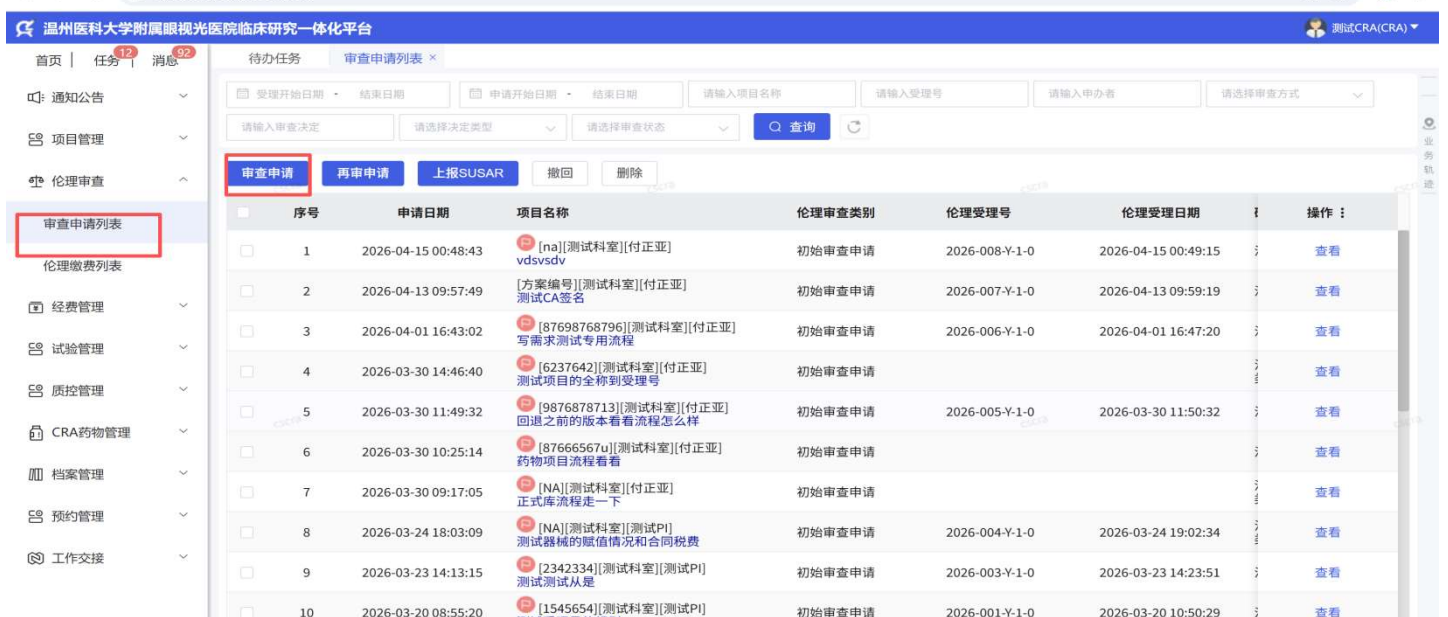 温州医科大学附属眼视光医院临床研究一体化平台 测试CRA(CRA)
首页 任务 12 消息 92 待办任务 审查申请列表 ×
通知公告
项目管理
伦理审查
审查申请列表
伦理缴费列表
经费管理
试验管理
质控管理
CRA药物管理
档案管理
预约管理
工作交接
受理开始日期 - 结束日期 申请开始日期 - 结束日期 请输入项目名称 请输入受理号 请输入申办者 请选择审查方式
请输入审查决定 请选择决定类型 请选择审查状态 查询
审查申请 再审申请 上报SUSAR 撤回 删除
序号 申请日期 项目名称 伦理审查类别 伦理受理号 伦理受理日期 操作
1 2026-04-15 00:48:43 [na][测试科室][付正亚] 初始审查申请 2026-008-Y-1-0 2026-04-15 00:49:15 查看
vdsvsdv
2 2026-04-13 09:57:49 [方案编号][测试科室][付正亚] 初始审查申请 2026-007-Y-1-0 2026-04-13 09:59:19 查看
测试CA签名
3 2026-04-01 16:43:02 [87698768796][测试科室][付正亚] 初始审查申请 2026-006-Y-1-0 2026-04-01 16:47:20 查看
写需求测试专用流程
4 2026-03-30 14:46:40 [6237642][测试科室][付正亚] 初始审查申请 查看
测试项目的全称到受理号
5 2026-03-30 11:49:32 [9876878713][测试科室][付正亚] 初始审查申请 2026-005-Y-1-0 2026-03-30 11:50:32 查看
回退之前的版本看看流程怎么样
6 2026-03-30 10:25:14 [87666567u][测试科室][付正亚] 初始审查申请 查看
药物项目流程看看
7 2026-03-30 09:17:05 [NA][测试科室][付正亚] 初始审查申请 查看
正式库流程走一下
8 2026-03-24 18:03:09 [NA][测试科室][测试PI] 初始审查申请 2026-004-Y-1-0 2026-03-24 19:02:34 查看
测试器械的赋值情况和合同税费
9 2026-03-23 14:13:15 [2342334][测试科室][测试PI] 初始审查申请 2026-003-Y-1-0 2026-03-23 14:23:51 查看
测试测试从是
10 2026-03-20 08:55:20 [1545654][测试科室][测试PI] 初始审查申请 2026-001-Y-1-0 2026-03-20 10:50:29 查看
业务轨迹